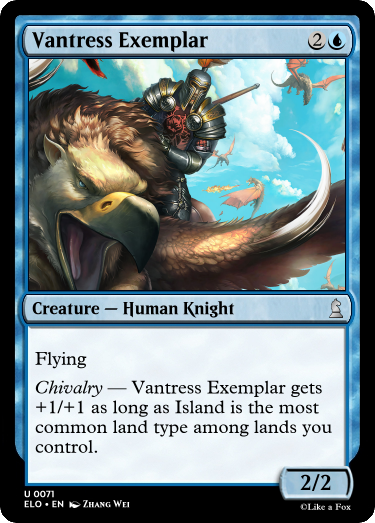 Vantress Exemplar 2
Creature — Human Knight
Flying
Chivalry — Vantress Exemplar gets
+1/+1 as long as Island is the most
common land type among lands you
control.
2/2
U 0071
ELO • EN Zhang Wei
©Like a Fox